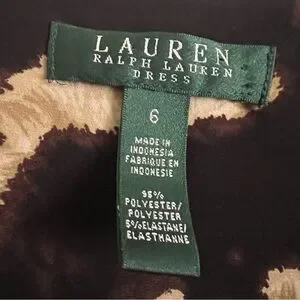 LAUREN
RALPH LAUREN
DRESS
6
MADE IN
INDONESIA
FABRIQUE EN
INDONESIE
95%
POLYESTER/
POLYESTER
5%ELASTANE/
ELASTHANNE